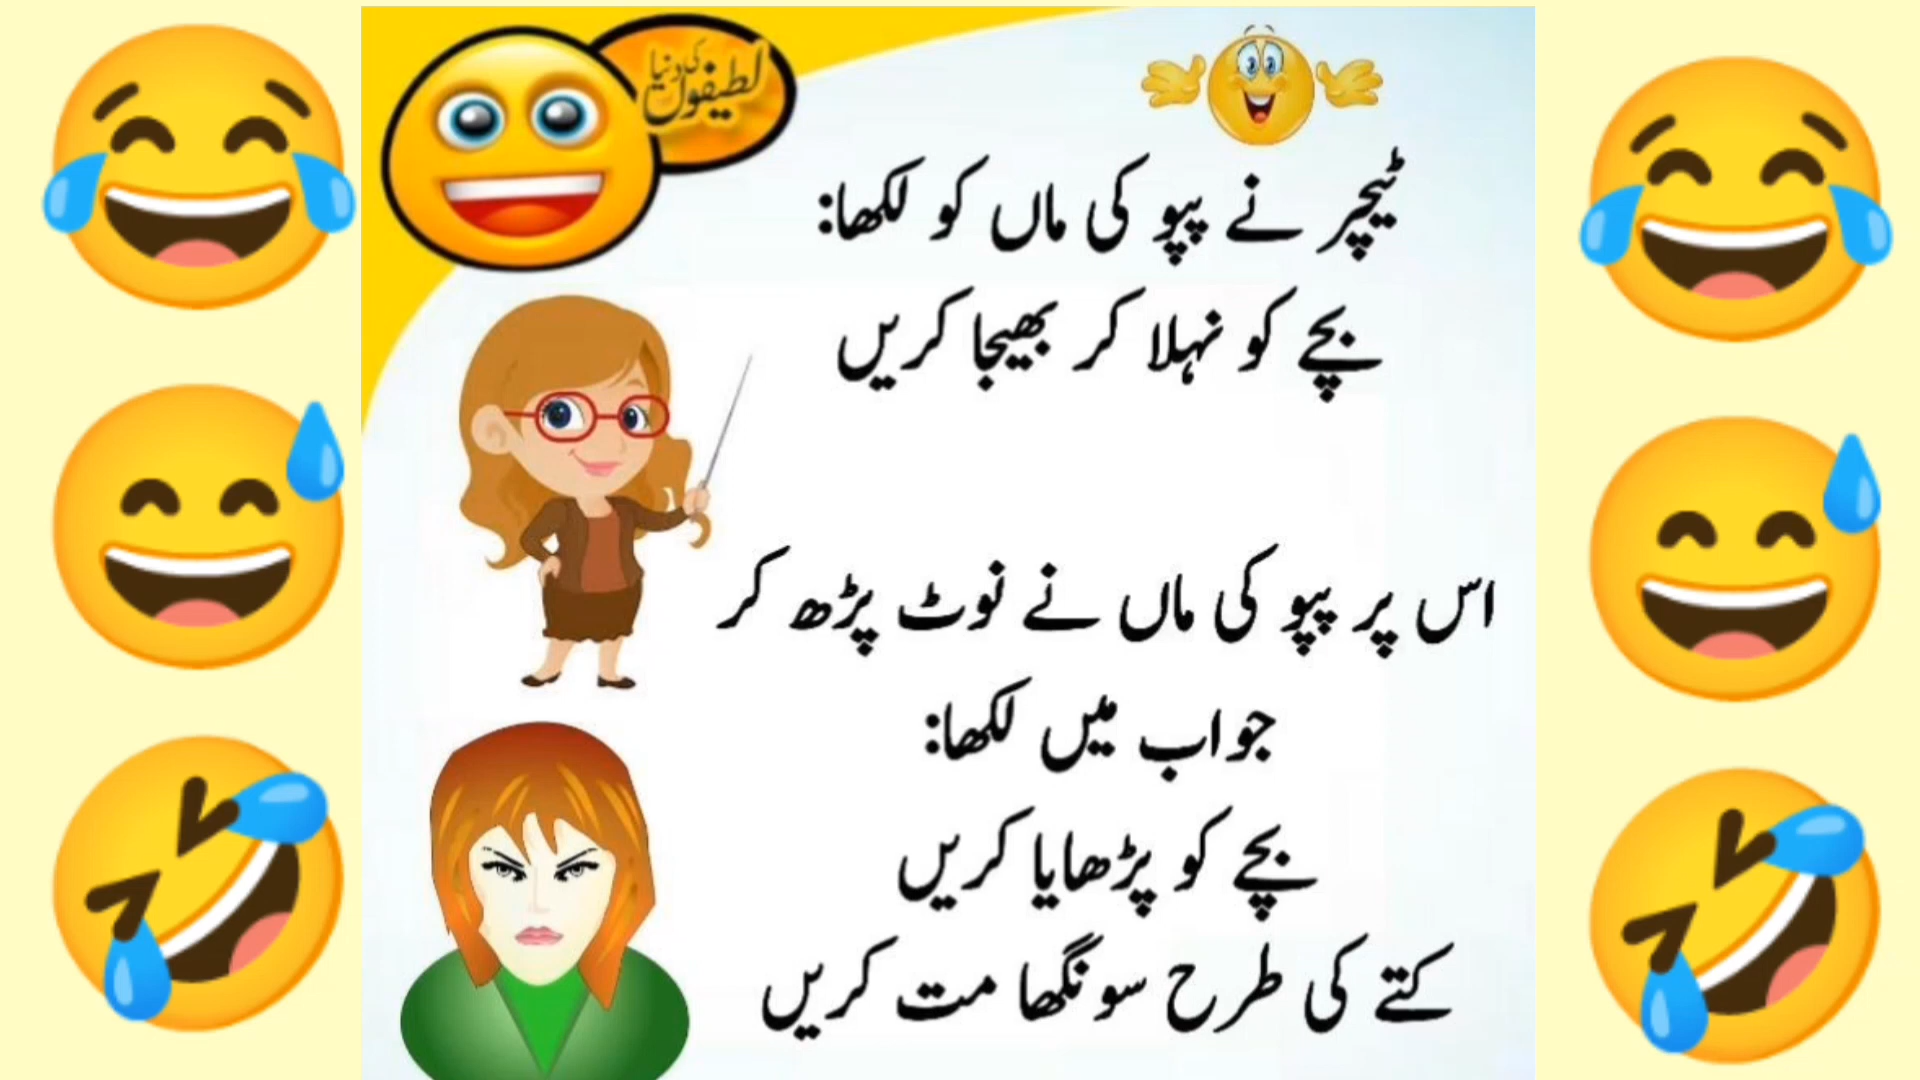 لطیفوں کی دنیا
ٹیچر نے پپو کی ماں کو لکھا:
بچے کو نہلا کر بھیجا کریں
اس پر پپو کی ماں نے نوٹ پڑھ کر
جواب میں لکھا:
بچے کو پڑھایا کریں
کتے کی طرح سونگھا مت کریں